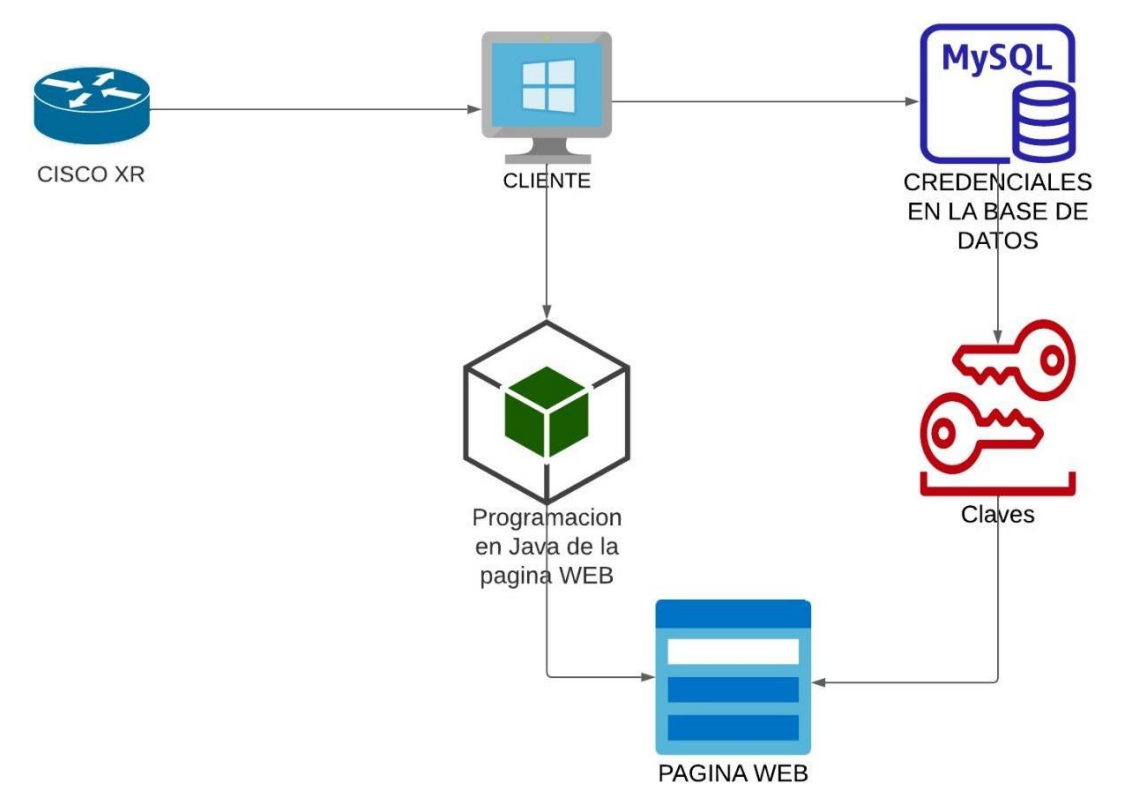 MySQL
CISCO XR
CLIENTE
CREDENCIALES
EN LA BASE DE
DATOS
Programacion
en Java de la
pagina WEB
Claves
PAGINA WEB